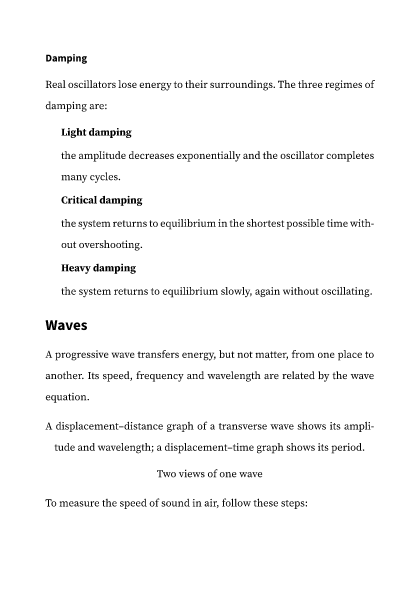 Damping
Real oscillators lose energy to their surroundings. The three regimes of
damping are:
Light damping
the amplitude decreases exponentially and the oscillator completes
many cycles.
Critical damping
the system returns to equilibrium in the shortest possible time with-
out overshooting.
Heavy damping
the system returns to equilibrium slowly, again without oscillating.
Waves
A progressive wave transfers energy, but not matter, from one place to
another. Its speed, frequency and wavelength are related by the wave
equation.
A displacement–distance graph of a transverse wave shows its ampli-
tude and wavelength; a displacement–time graph shows its period.
Two views of one wave
To measure the speed of sound in air, follow these steps: